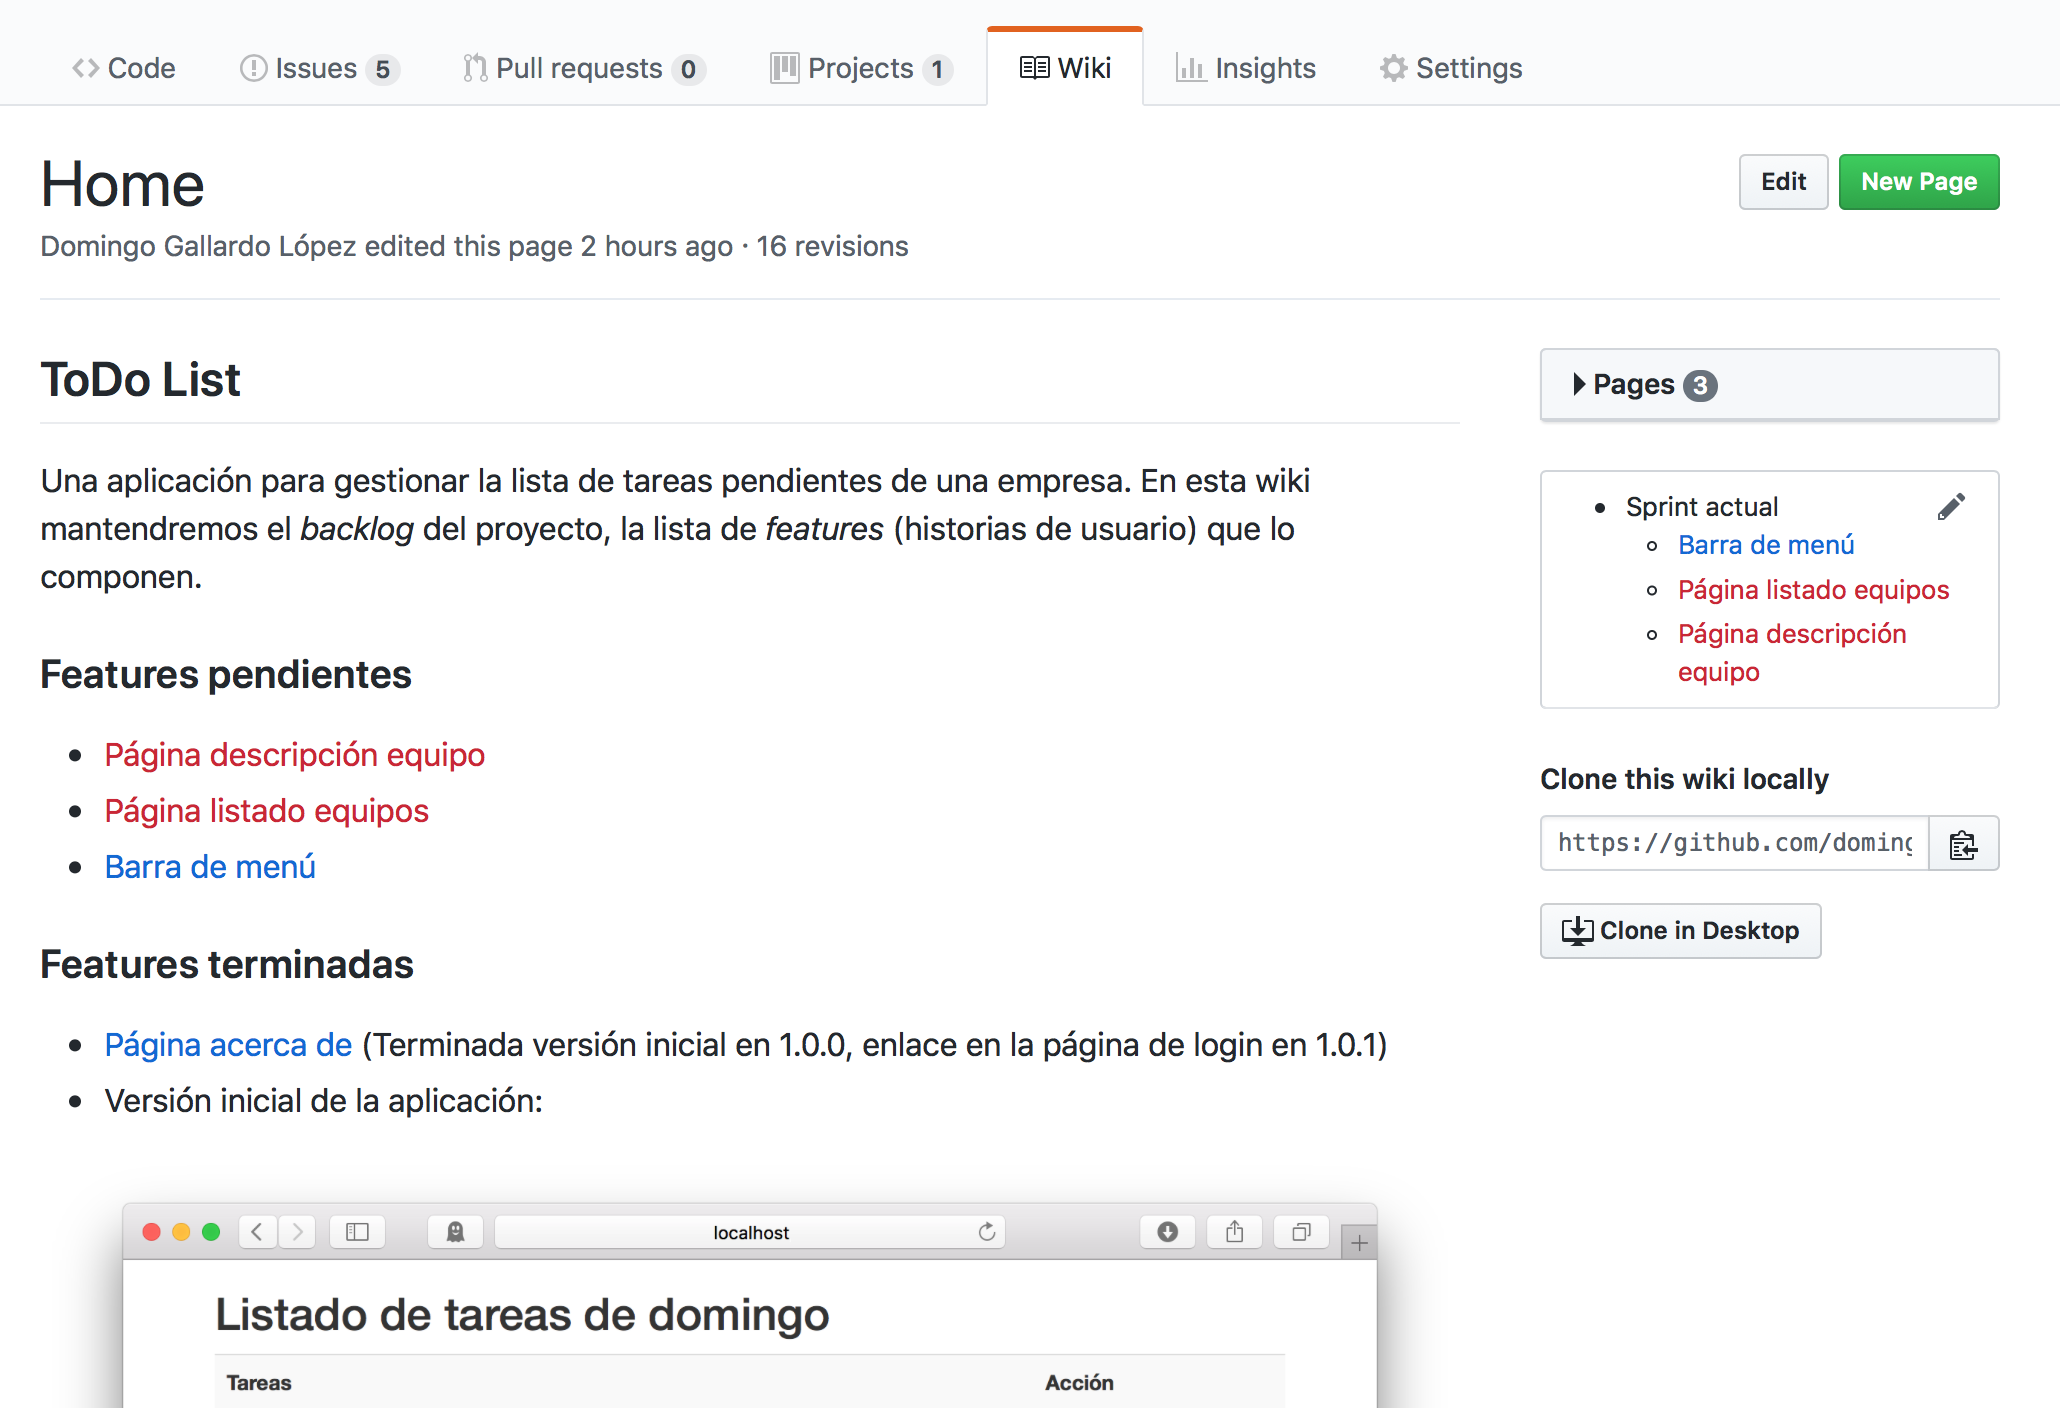 Code Issues 5 Pull requests 0 Projects 1 Wiki Insights Settings
Home
Edit New Page
Domingo Gallardo López edited this page 2 hours ago · 16 revisions
ToDo List
Una aplicación para gestionar la lista de tareas pendientes de una empresa. En esta wiki
mantendremos el backlog del proyecto, la lista de features (historias de usuario) que lo
componen.
Features pendientes
Página descripción equipo
Página listado equipos
Barra de menú
Features terminadas
Página acerca de (Terminada versión inicial en 1.0.0, enlace en la página de login en 1.0.1)
Versión inicial de la aplicación:
localhost
Listado de tareas de domingo
Tareas Acción
Pages 3
Sprint actual
Barra de menú
Página listado equipos
Página descripción
equipo
Clone this wiki locally
https://github.com/doming
Clone in Desktop